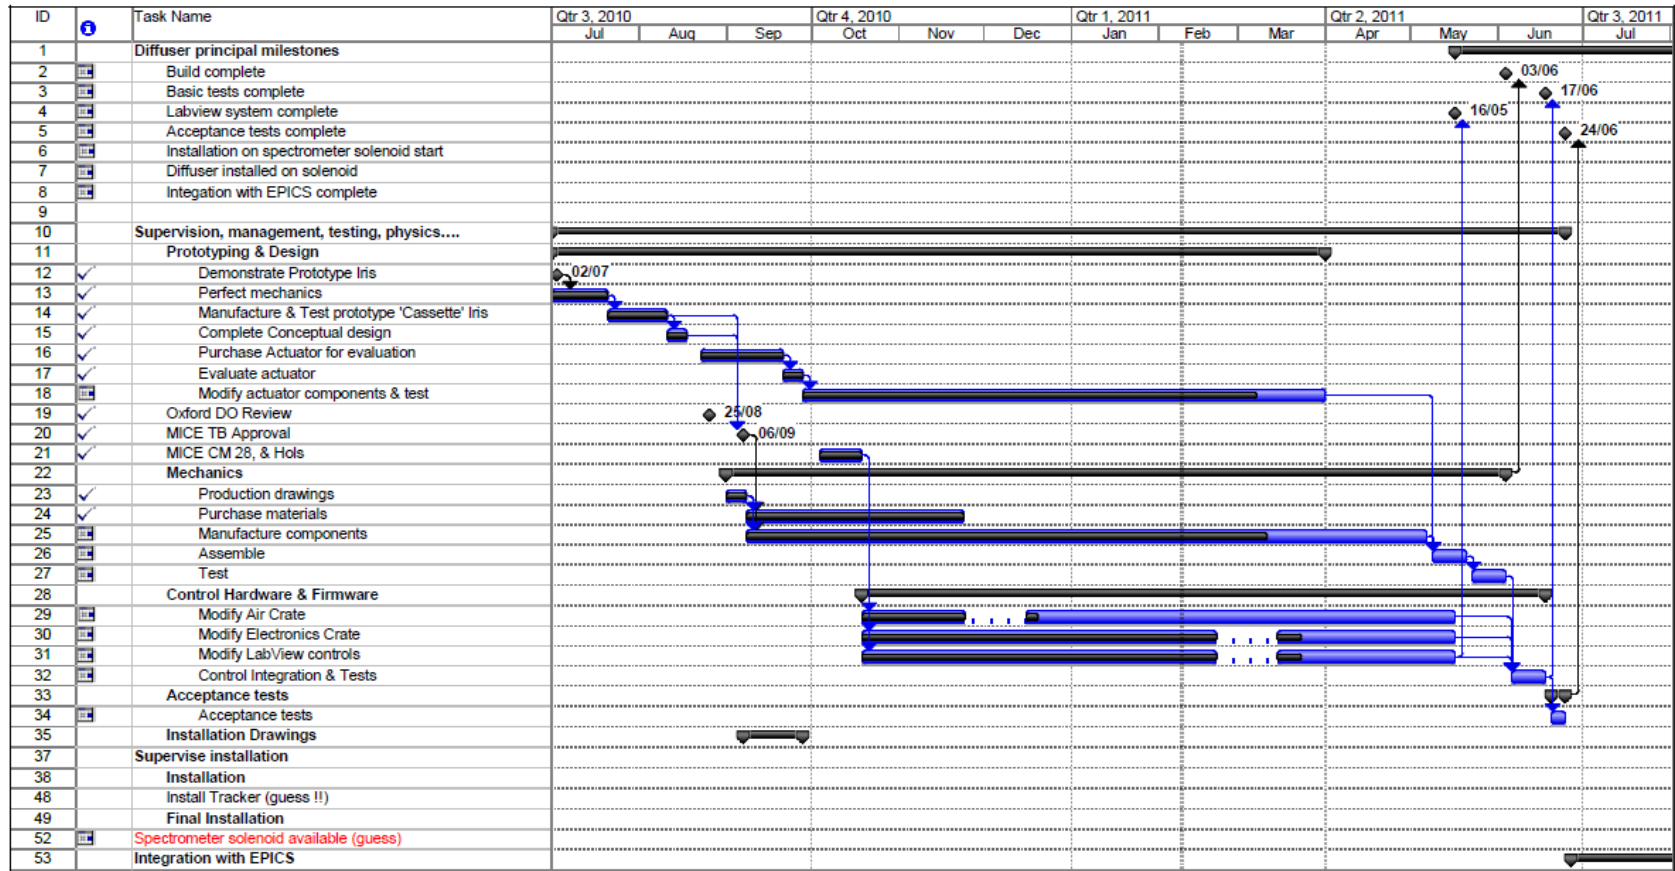 ID Task Name Qtr 3, 2010 Qtr 4, 2010 Qtr 1, 2011 Qtr 2, 2011 Qtr 3, 2011
Jul Aug Sep Oct Nov Dec Jan Feb Mar Apr May Jun Jul
1 Diffuser principal milestones
2 Build complete 03/06
3 Basic tests complete 17/06
4 Labview system complete 16/05
5 Acceptance tests complete 24/06
6 Installation on spectrometer solenoid start
7 Diffuser installed on solenoid
8 Integation with EPICS complete
9
10 Supervision, management, testing, physics....
11 Prototyping & Design
12 Demonstrate Prototype Iris 02/07
13 Perfect mechanics
14 Manufacture & Test prototype 'Cassette' Iris
15 Complete Conceptual design
16 Purchase Actuator for evaluation
17 Evaluate actuator
18 Modify actuator components & test
19 Oxford DO Review 25/08
20 MICE TB Approval 06/09
21 MICE CM 28, & Hols
22 Mechanics
23 Production drawings
24 Purchase materials
25 Manufacture components
26 Assemble
27 Test
28 Control Hardware & Firmware
29 Modify Air Crate
30 Modify Electronics Crate
31 Modify LabView controls
32 Control Integration & Tests
33 Acceptance tests
34 Acceptance tests
35 Installation Drawings
37 Supervise installation
38 Installation
48 Install Tracker (guess !!)
49 Final Installation
52 Spectrometer solenoid available (guess)
53 Integration with EPICS